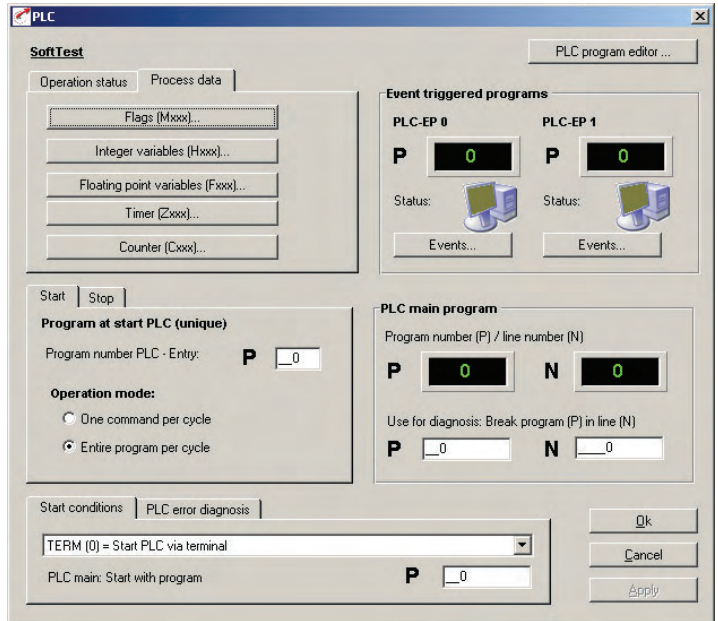 PLC
SoftTest
PLC program editor ...
Operation status
Process data
Flags (Mxxx)...
Integer variables (Hxxx)...
Floating point variables (Fxxx)...
Timer (Zxxx)...
Counter (Cxxx)...
Event triggered programs
PLC-EP 0
PLC-EP 1
P 0
P 0
Status:
Status:
Events...
Events...
Start
Stop
Program at start PLC (unique)
Program number PLC - Entry: P __0
Operation mode:
One command per cycle
Entire program per cycle
PLC main program
Program number (P) / line number (N)
P 0 N 0
Use for diagnosis: Break program (P) in line (N)
P __0 N ____0
Start conditions
PLC error diagnosis
TERM (0) = Start PLC via terminal
PLC main: Start with program P __0
Ok
Cancel
Apply